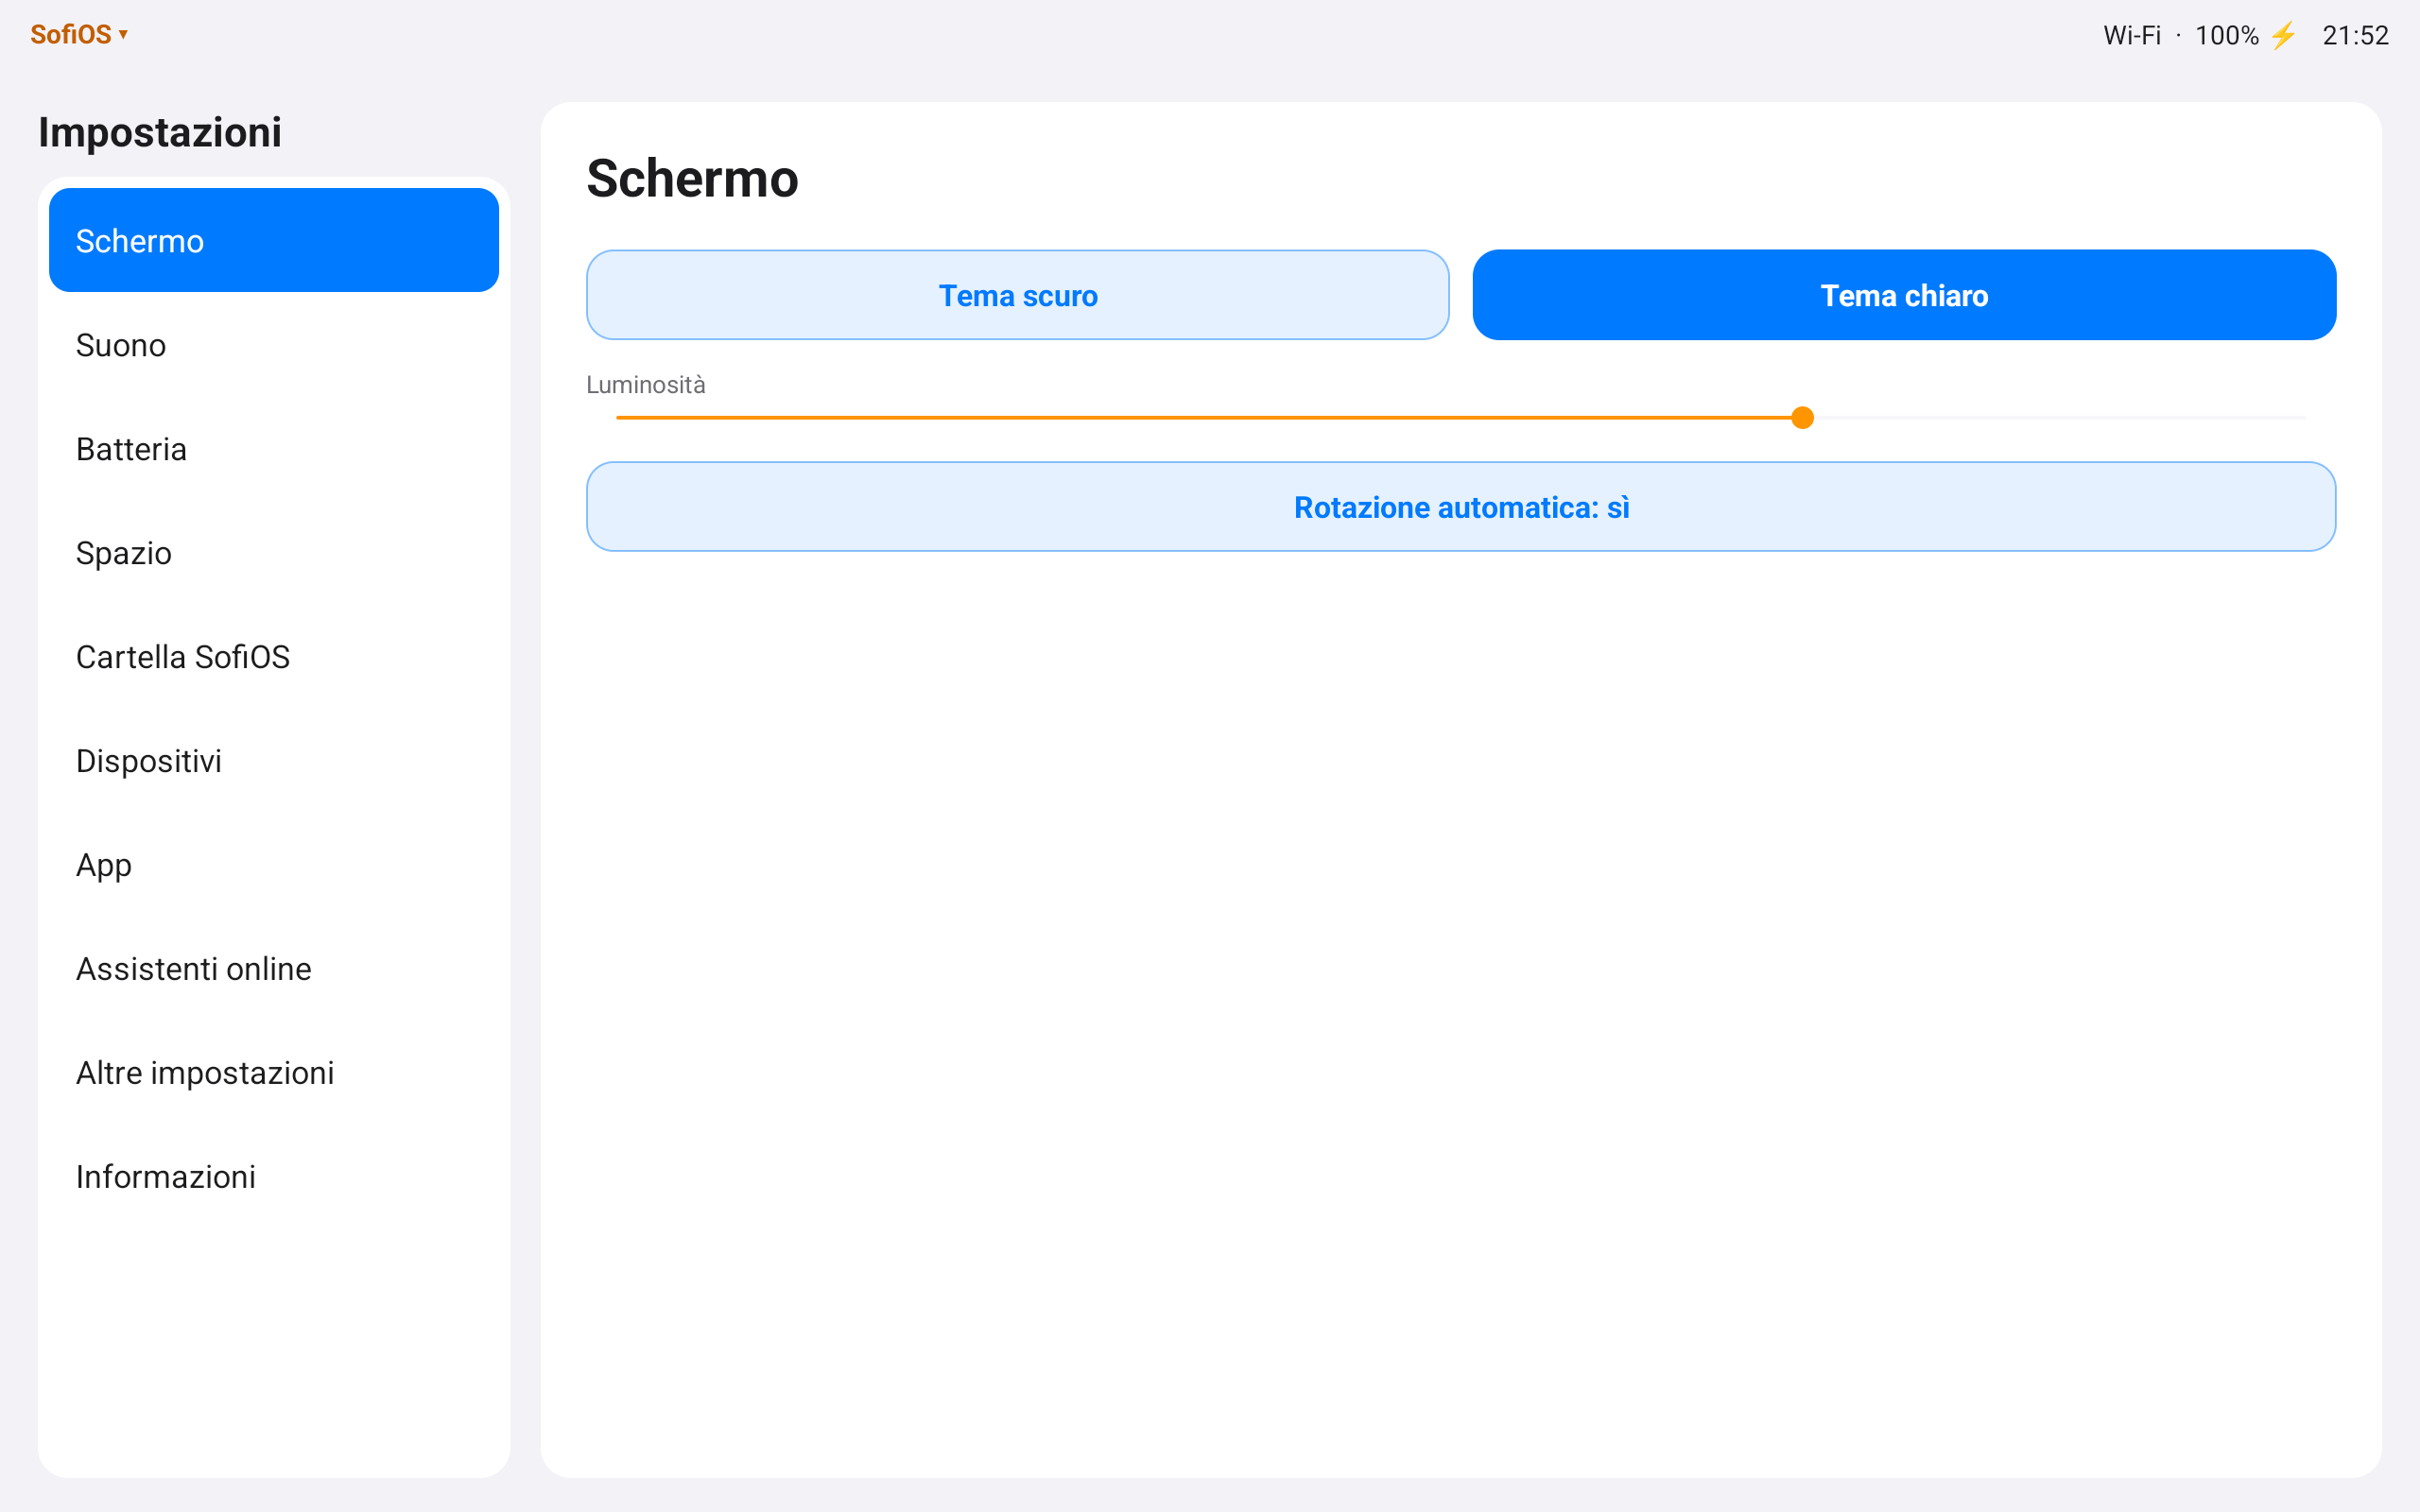 SofiOS ▾
Wi-Fi · 100% ⚡ 21:52
Impostazioni
Schermo
Suono
Batteria
Spazio
Cartella SofiOS
Dispositivi
App
Assistenti online
Altre impostazioni
Informazioni
Schermo
Tema scuro
Tema chiaro
Luminosità
Rotazione automatica: sì